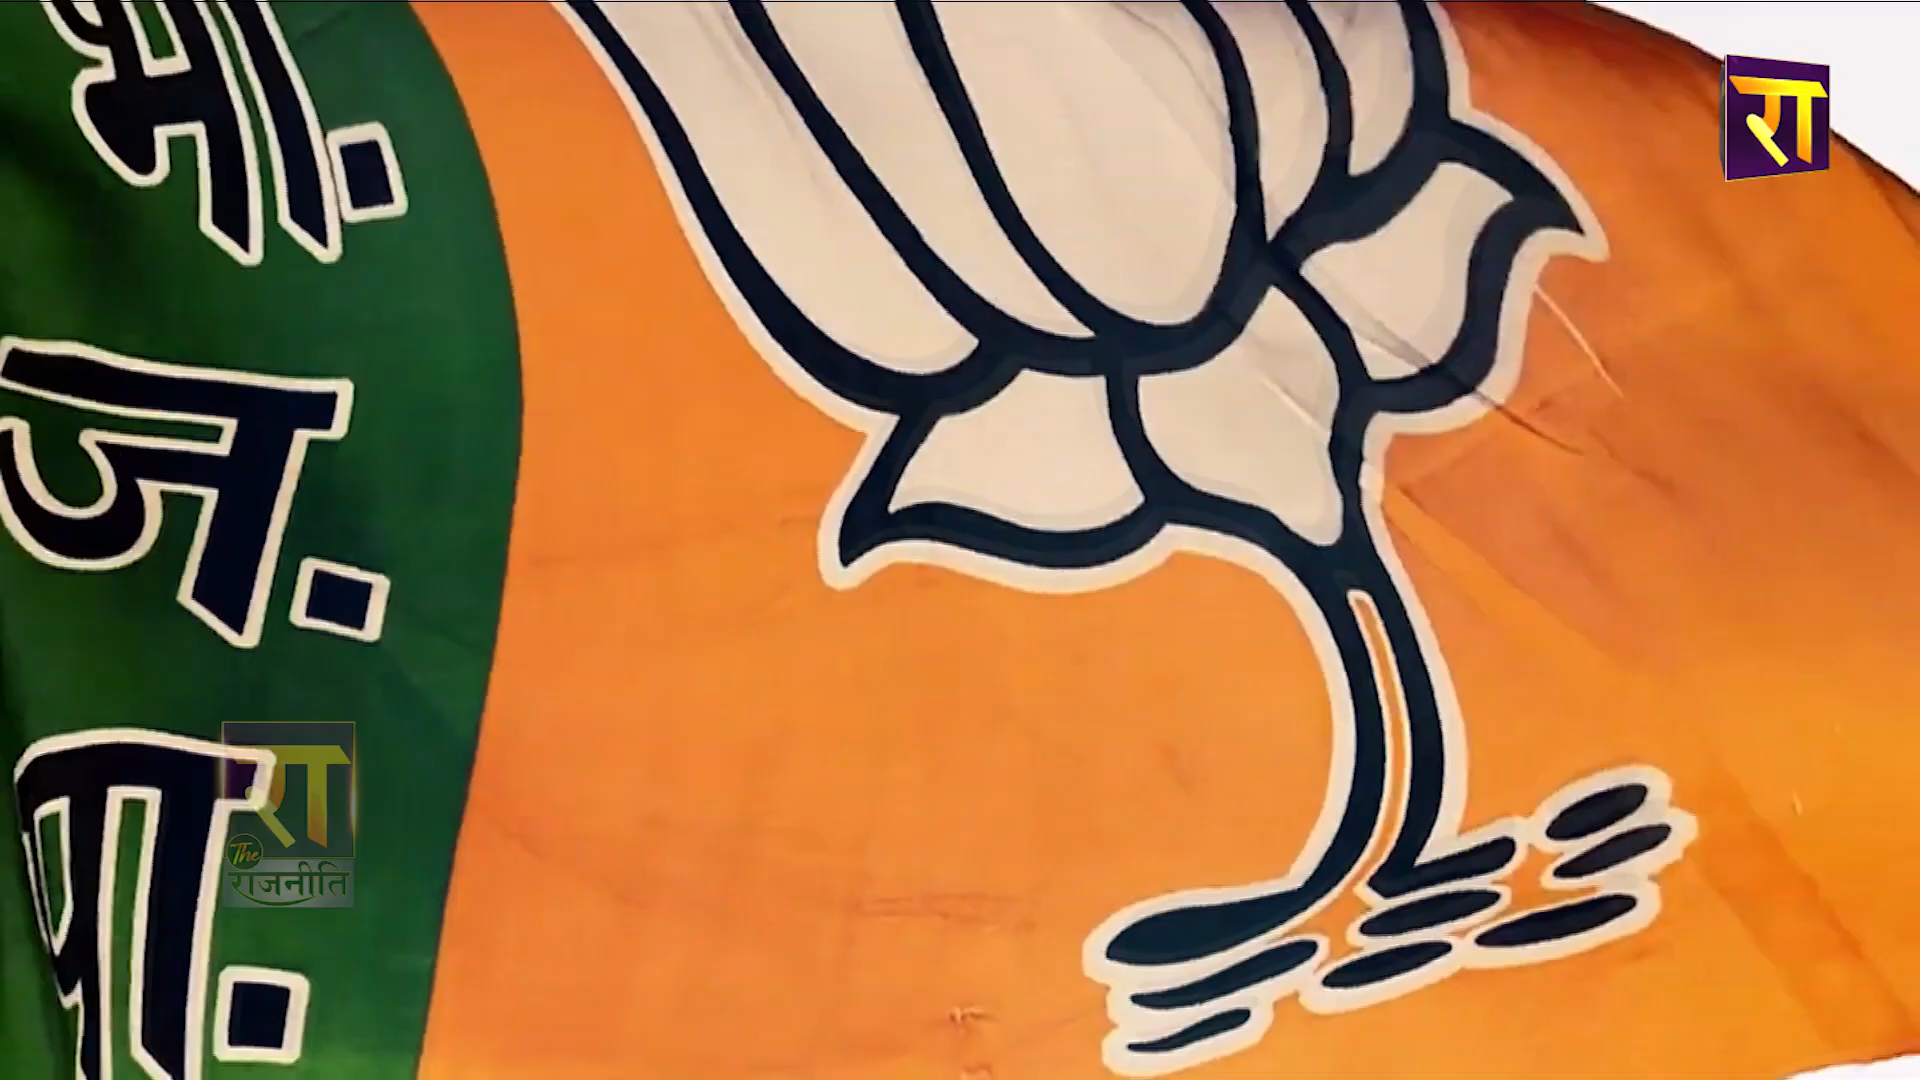 भा.
ज.
पा.
रा
रा
The
राजनीति